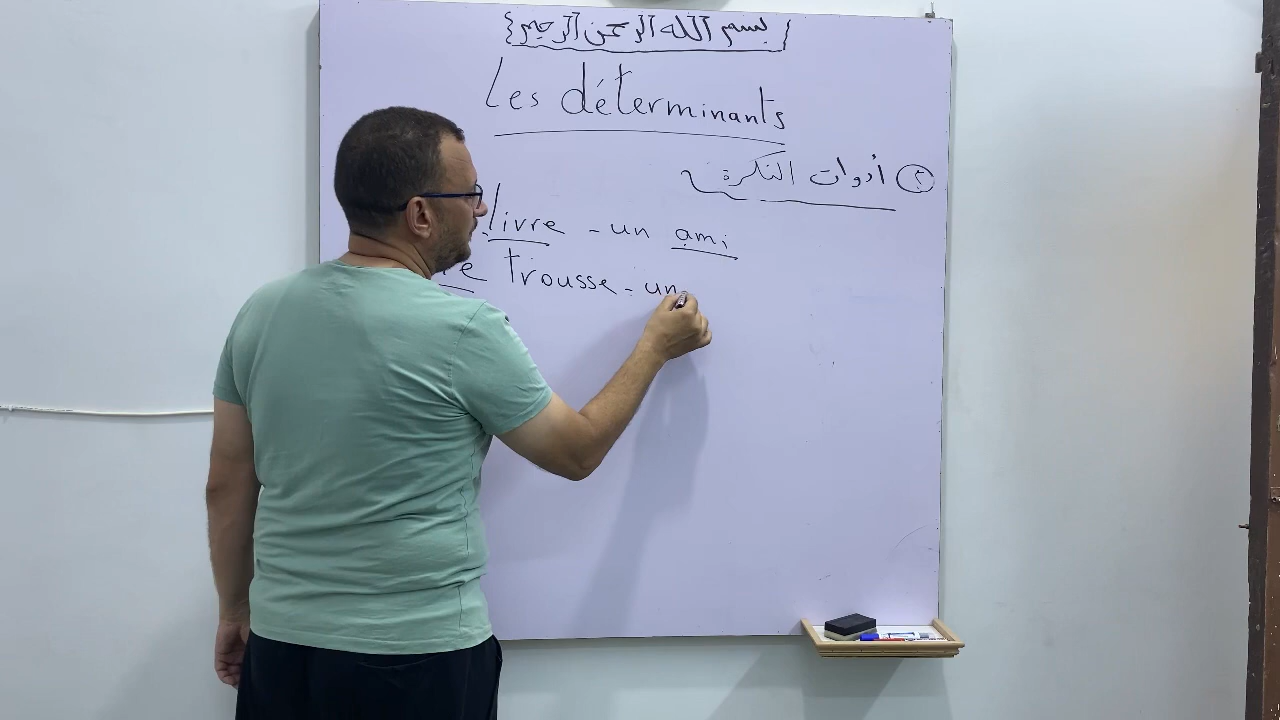 {بسم الله الرحمن الرحيم}
Les déterminants
② أدوات النكرة
livre - un ami
trousse - un